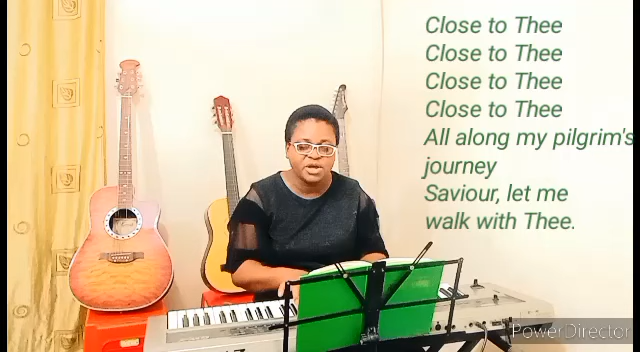 Close to Thee
Close to Thee
Close to Thee
Close to Thee
All along my pilgrim's
journey
Saviour, let me
walk with Thee.
PowerDirector